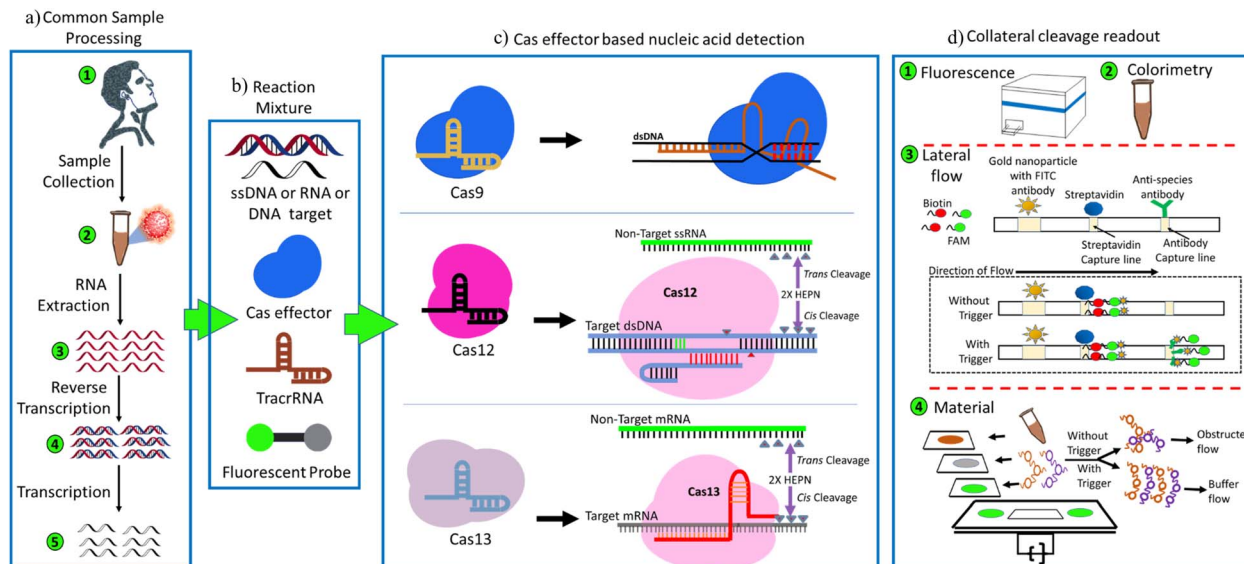 a) Common Sample
Processing
1
Sample
Collection
2
RNA
Extraction
3
Reverse
Transcription
4
Transcription
5
b) Reaction
Mixture
ssDNA or RNA or
DNA target
Cas effector
TracrRNA
Fluorescent Probe
c) Cas effector based nucleic acid detection
Cas9
dsDNA
Cas12
Non-Target ssRNA
Trans Cleavage
2X HEPN
Cis Cleavage
Cas12
Target dsDNA
Cas13
Non-Target mRNA
Trans Cleavage
2X HEPN
Cis Cleavage
Cas13
Target mRNA
d) Collateral cleavage readout
1 Fluorescence
2 Colorimetry
3 Lateral
flow
Gold nanoparticle
with FITC
antibody
Streptavidin
Anti-species
antibody
Biotin
FAM
Streptavidin
Capture line
Antibody
Capture line
Direction of Flow
Without
Trigger
With
Trigger
4 Material
Without
Trigger
With
Trigger
Obstructe
flow
Buffer
flow